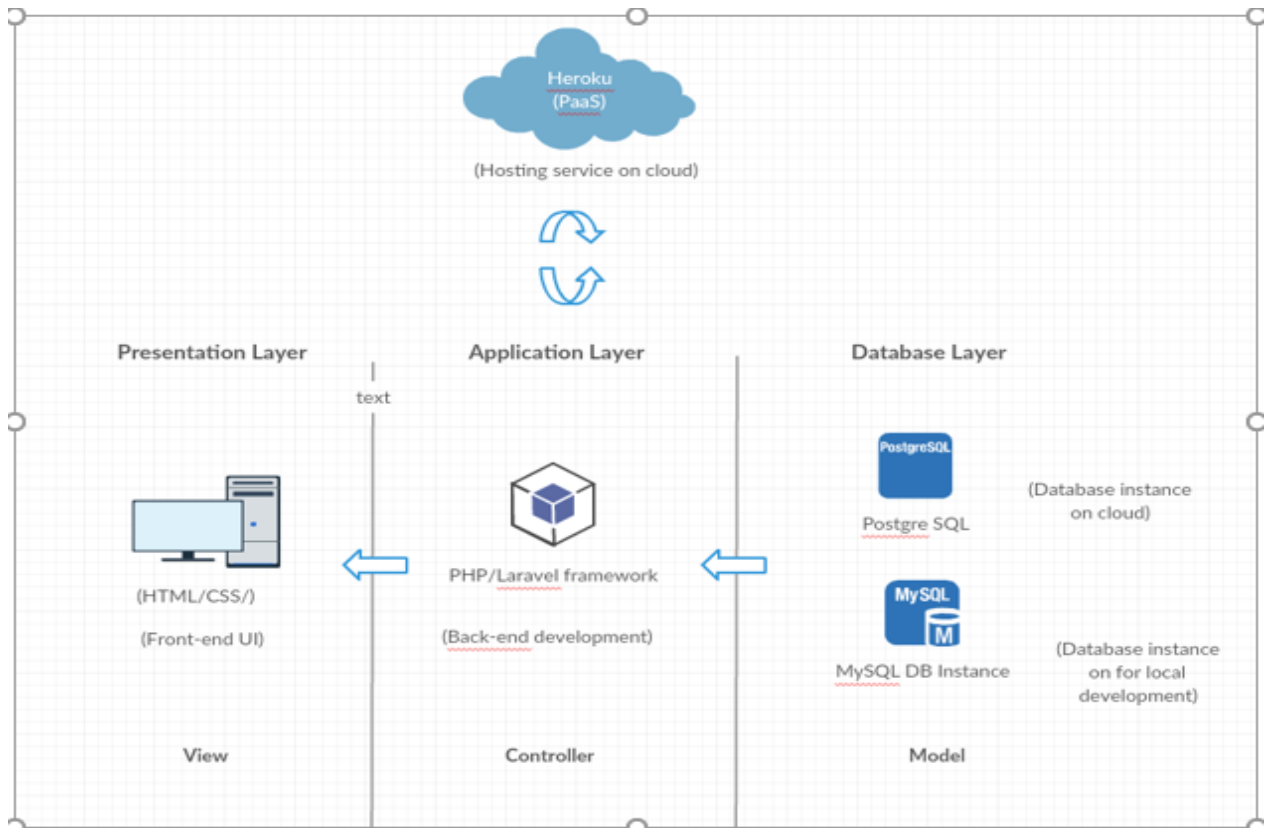 Heroku
(PaaS)
(Hosting service on cloud)
Presentation Layer
Application Layer
Database Layer
text
PostgreSQL
Postgre SQL
(Database instance
on cloud)
PHP/Laravel framework
(HTML/CSS/)
(Front-end UI)
(Back-end development)
MySQL
M
MySQL DB Instance
(Database instance
on for local
development)
View
Controller
Model